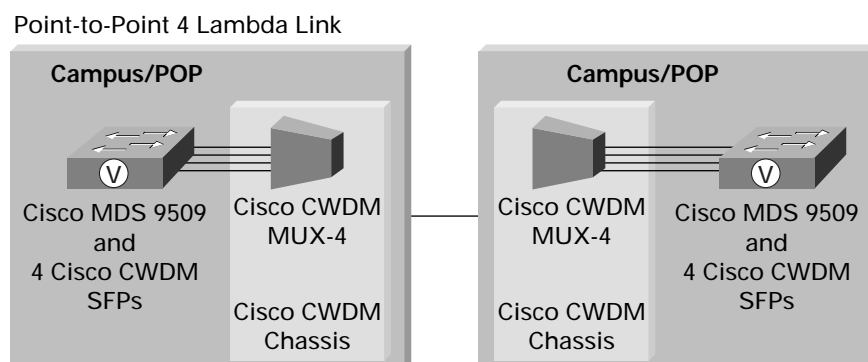 Point-to-Point 4 Lambda Link
Campus/POP
V
Cisco MDS 9509
and
4 Cisco CWDM
SFPs
Cisco CWDM
MUX-4
Cisco CWDM
Chassis
Campus/POP
Cisco CWDM
MUX-4
Cisco CWDM
Chassis
V
Cisco MDS 9509
and
4 Cisco CWDM
SFPs